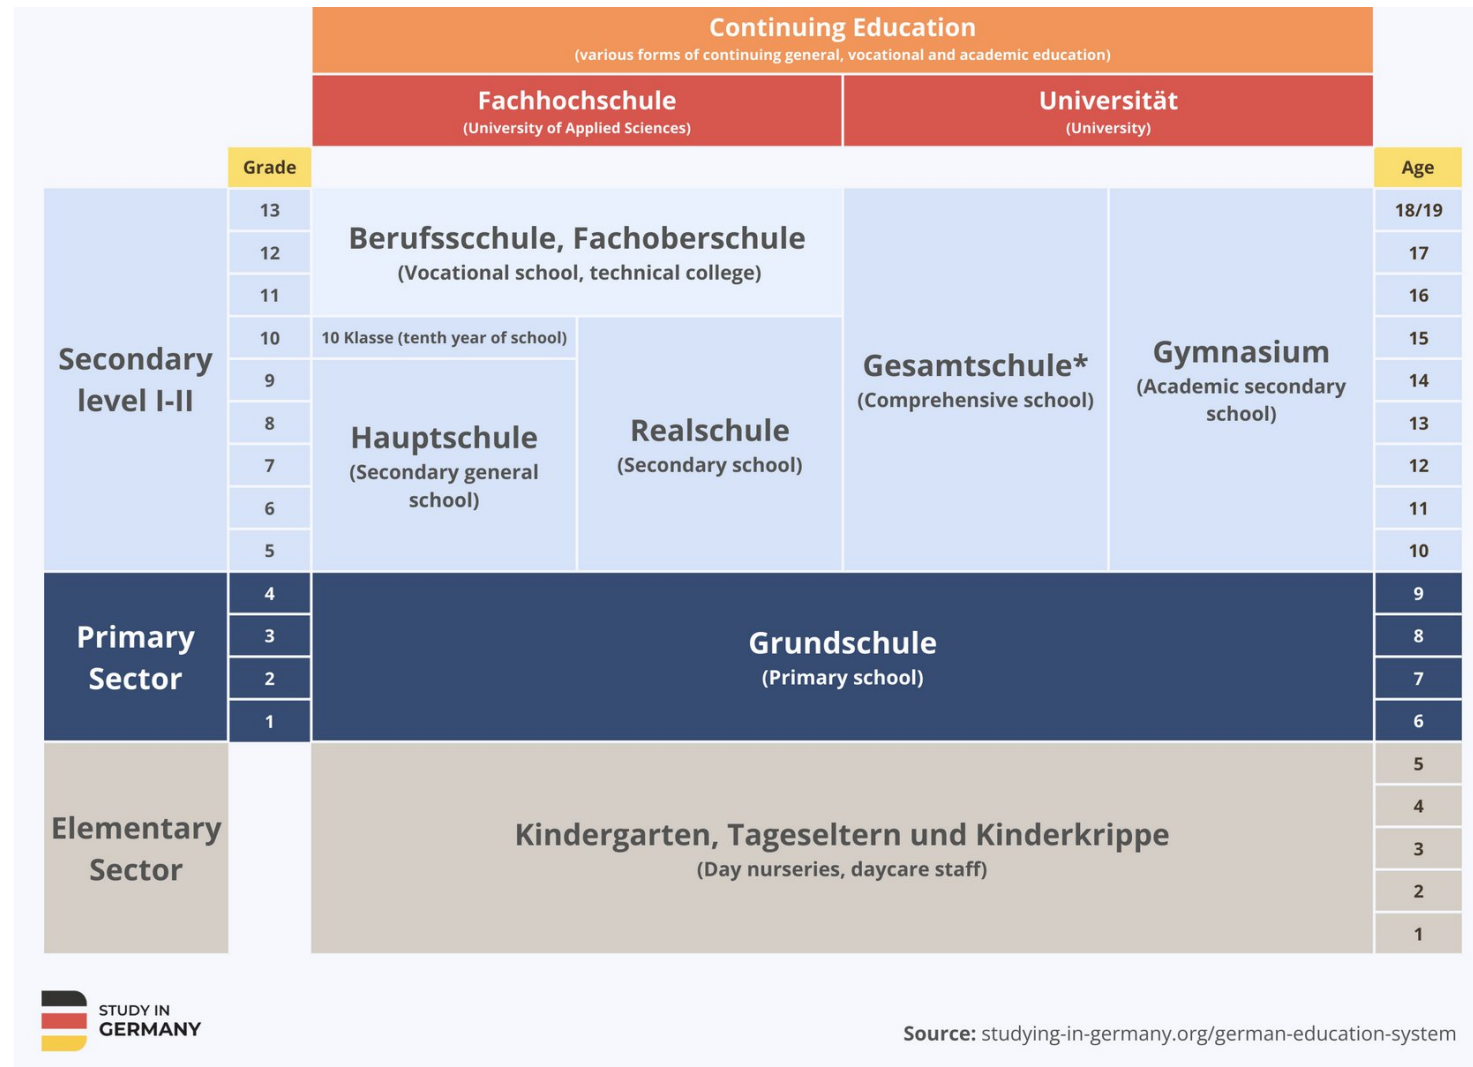 Continuing Education
(various forms of continuing general, vocational and academic education)
Fachhochschule
(University of Applied Sciences)
Universität
(University)
Grade
Age
Secondary
level I-II
13
12
11
10
9
8
7
6
5
Berufsscchule, Fachoberschule
(Vocational school, technical college)
10 Klasse (tenth year of school)
Hauptschule
(Secondary general
school)
Realschule
(Secondary school)
Gesamtschule*
(Comprehensive school)
Gymnasium
(Academic secondary
school)
18/19
17
16
15
14
13
12
11
10
Primary
Sector
4
3
2
1
Grundschule
(Primary school)
9
8
7
6
Elementary
Sector
Kindergarten, Tageseltern und Kinderkrippe
(Day nurseries, daycare staff)
5
4
3
2
1
STUDY IN
GERMANY
Source: studying-in-germany.org/german-education-system